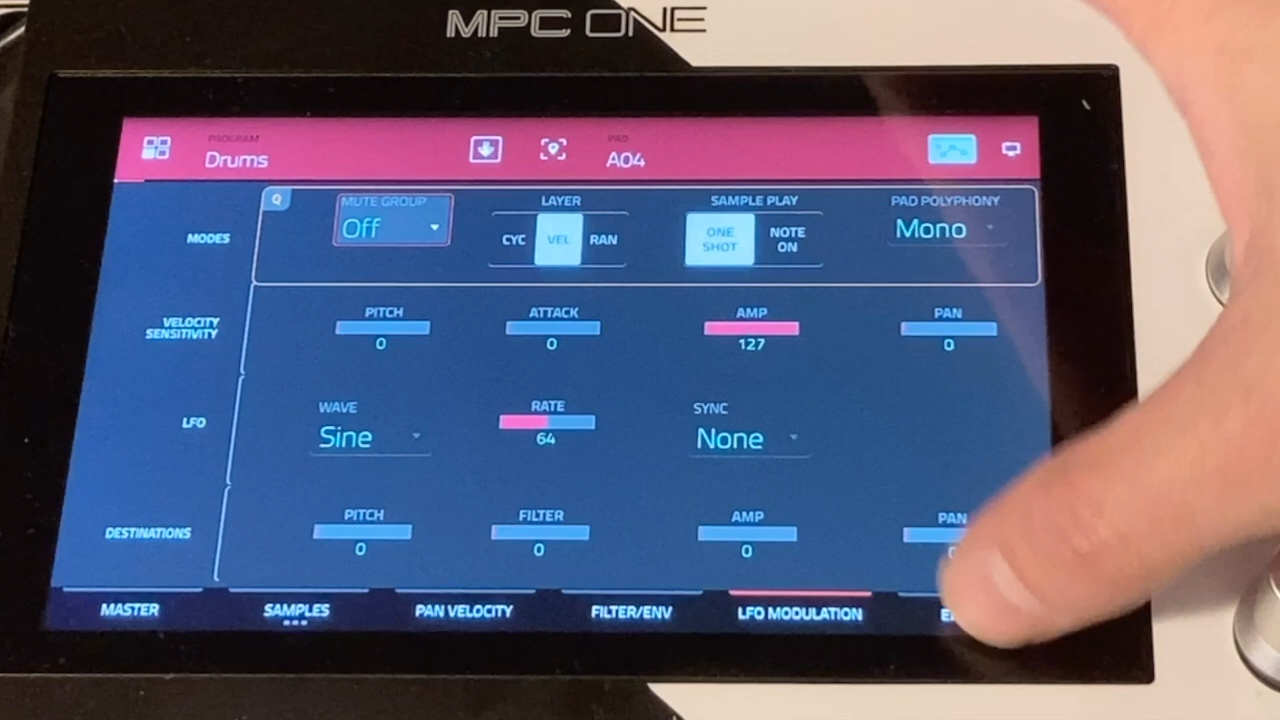 MPC ONE
PROGRAM
Drums
PAD
A04
Q
MODES
MUTE GROUP
Off
LAYER
CYC VEL RAN
SAMPLE PLAY
ONE SHOT
NOTE ON
PAD POLYPHONY
Mono
VELOCITY SENSITIVITY
PITCH
0
ATTACK
0
AMP
127
PAN
0
LFO
WAVE
Sine
RATE
64
SYNC
None
DESTINATIONS
PITCH
0
FILTER
0
AMP
0
PAN
MASTER SAMPLES PAN VELOCITY FILTER/ENV LFO MODULATION